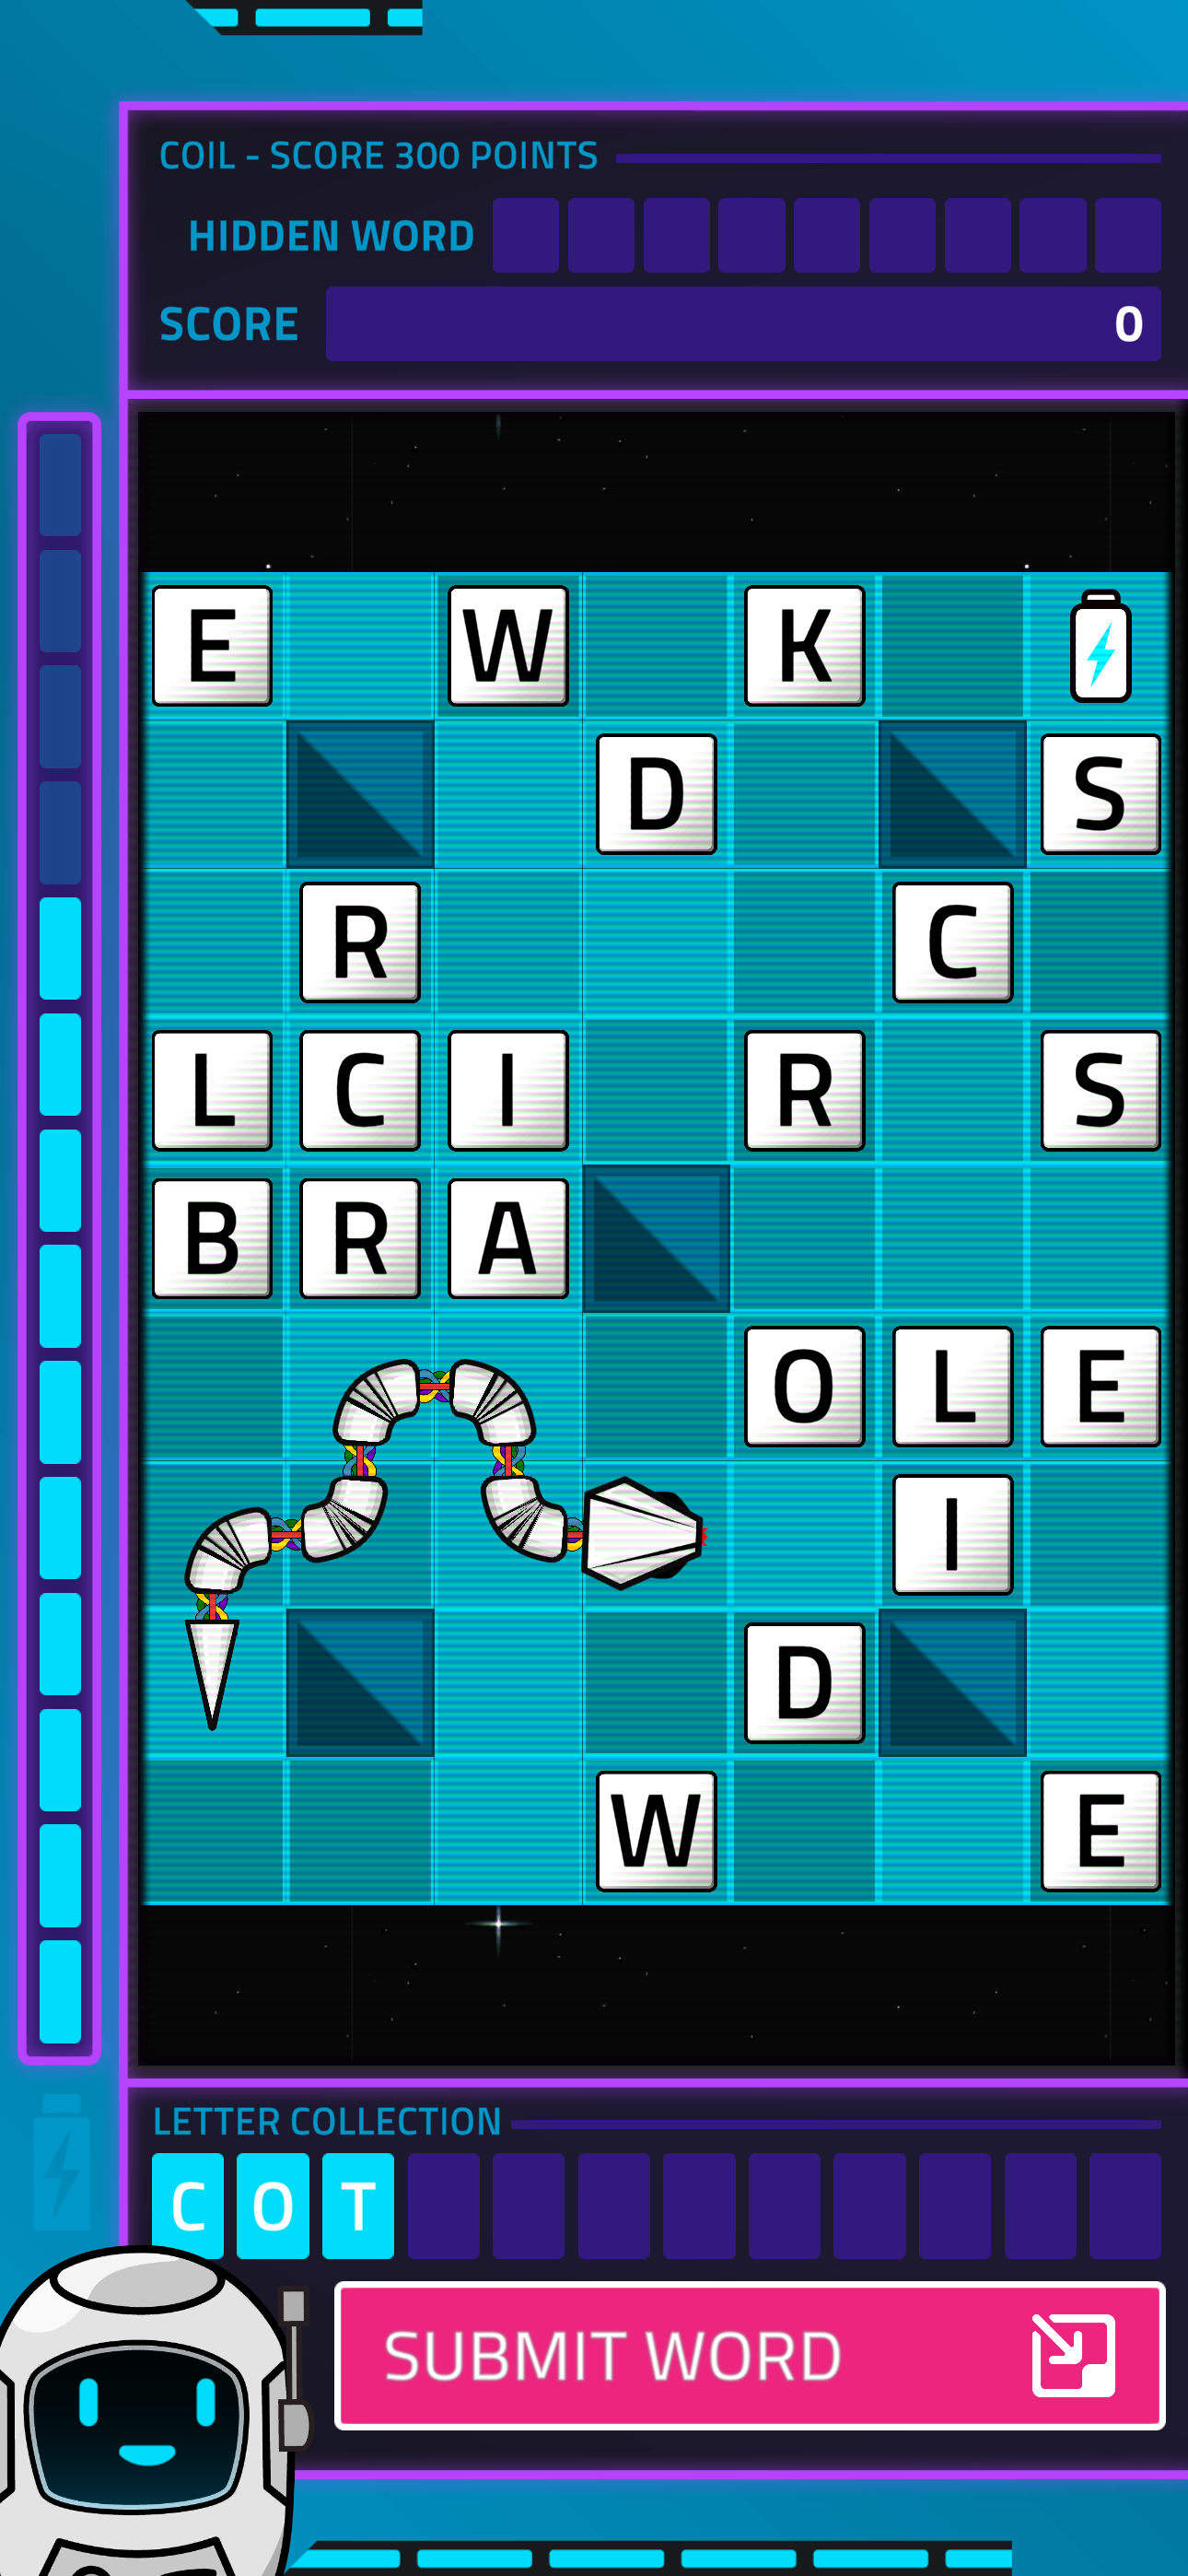 COIL - SCORE 300 POINTS
HIDDEN WORD
SCORE 0
E W K
D S
R C
L C I R S
B R A
O L E
I
D
W E
LETTER COLLECTION
C O T
SUBMIT WORD